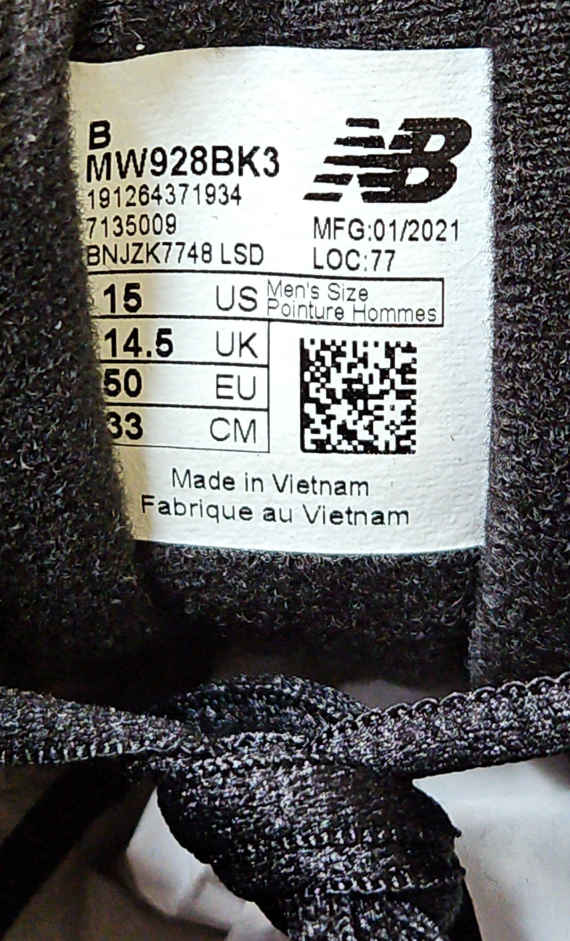 B
MW928BK3
191264371934
7135009
BNJZK7748 LSD
NB
MFG:01/2021
LOC:77
15 US Men's Size
Pointure Hommes
14.5 UK
50 EU
33 CM
Made in Vietnam
Fabrique au Vietnam